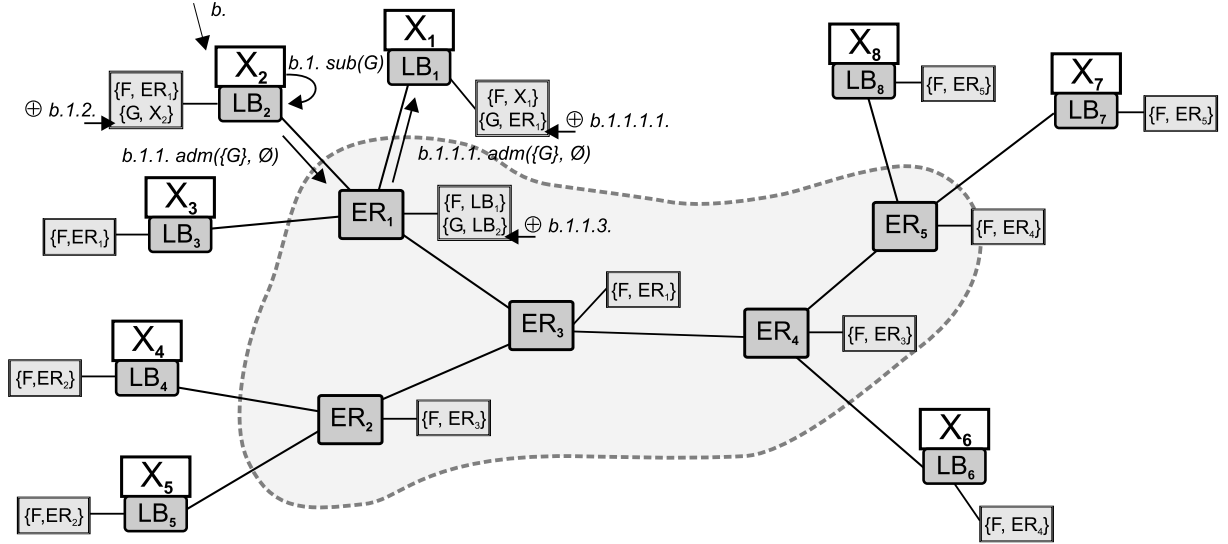 b.
X₂
LB₂
b.1. sub(G)
X₁
LB₁
{F, ER₁}
{G, X₂}
⊕ b.1.2.
{F, X₁}
{G, ER₁}
⊕ b.1.1.1.1.
b.1.1. adm({G}, Ø)
b.1.1.1. adm({G}, Ø)
X₈
LB₈
{F, ER₅}
X₇
LB₇
{F, ER₅}
X₃
LB₃
{F,ER₁}
ER₁
{F, LB₁}
{G, LB₂}
⊕ b.1.1.3.
ER₅
{F, ER₄}
ER₃
{F, ER₁}
ER₄
{F, ER₃}
X₄
LB₄
{F,ER₂}
ER₂
{F, ER₃}
X₆
LB₆
{F, ER₄}
X₅
LB₅
{F,ER₂}